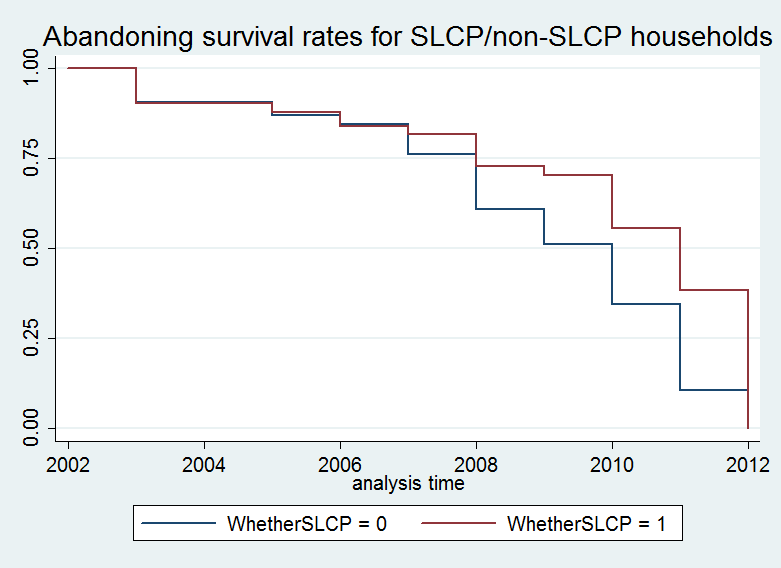 Abandoning survival rates for SLCP/non-SLCP households
1.00
0.75
0.50
0.25
0.00
2002 2004 2006 2008 2010 2012
analysis time
WhetherSLCP = 0 WhetherSLCP = 1